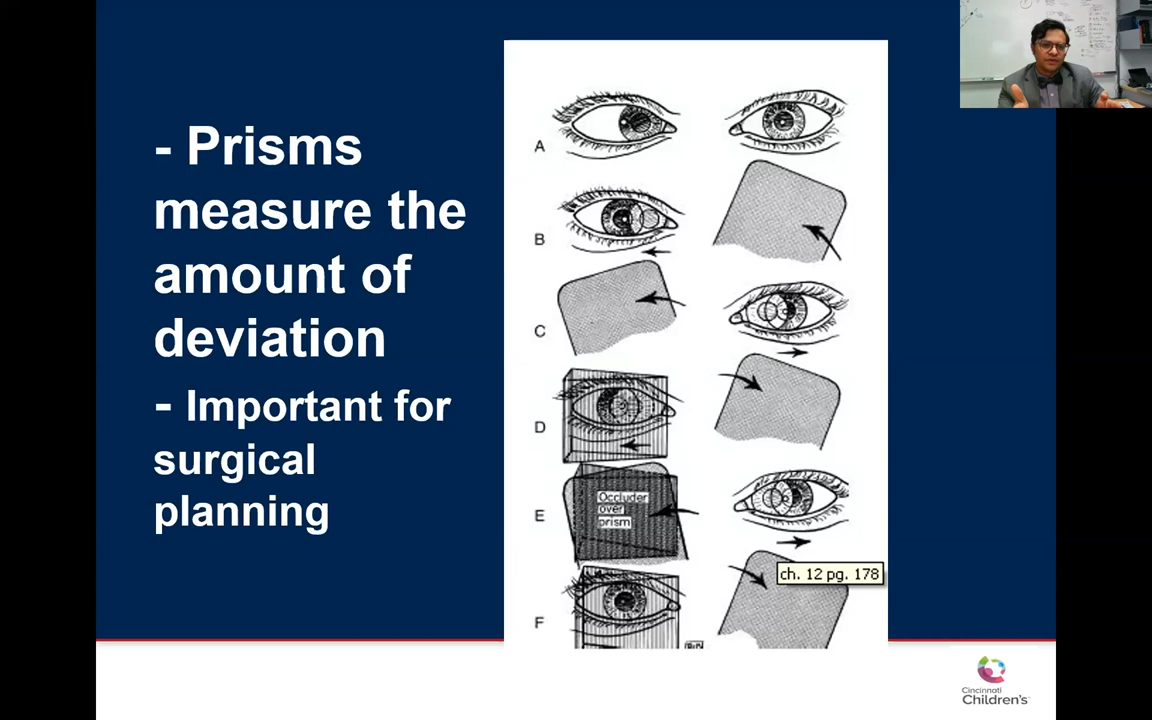 - Prisms
measure the
amount of
deviation
- Important for
surgical
planning
A
B
C
D
E
Occluder
over
prism
ch. 12 pg. 178
F
Cincinnati
Children's